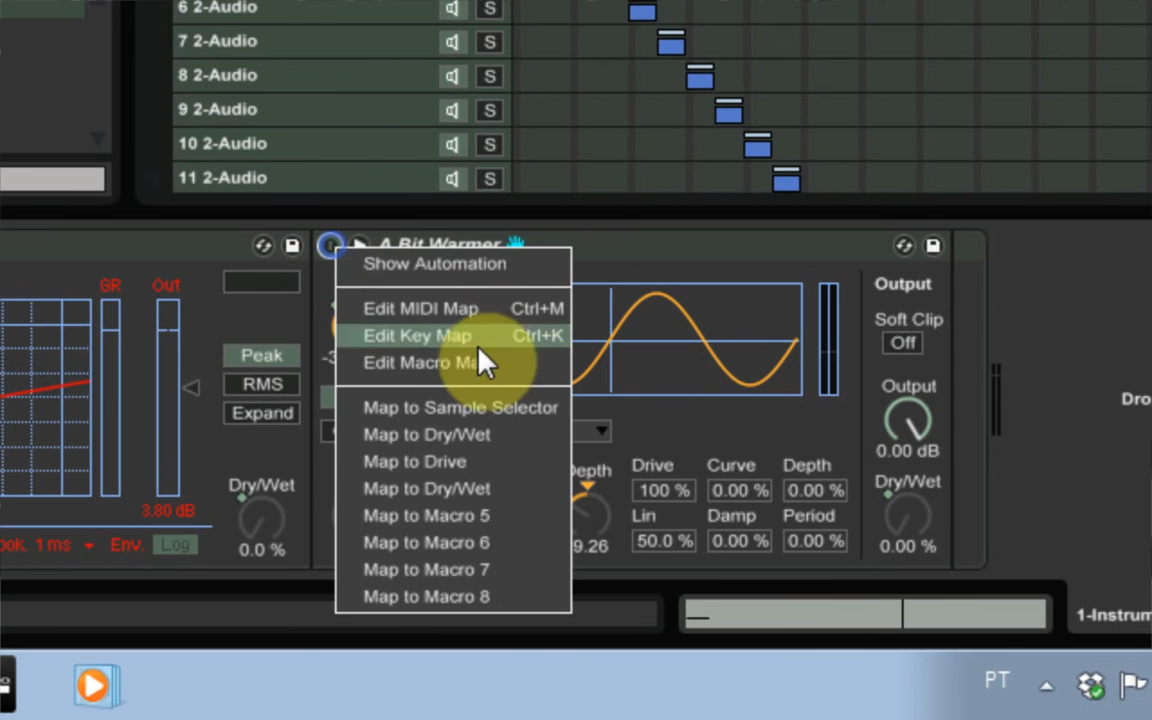 6 2-Audio S
7 2-Audio S
8 2-Audio S
9 2-Audio S
10 2-Audio S
11 2-Audio S
A Bit Warmer
GR Out
Peak
RMS
Expand
Dry/Wet
0.0 %
3.80 dB
1 ms Env. Log
Show Automation
Edit MIDI Map Ctrl+M
Edit Key Map Ctrl+K
Edit Macro
Map to Sample Selector
Map to Dry/Wet
Map to Drive
Map to Dry/Wet
Map to Macro 5
Map to Macro 6
Map to Macro 7
Map to Macro 8
Drive Curve Depth
100 % 0.00 % 0.00 %
Lin Damp Period
50.0 % 0.00 % 0.00 %
9.26
Output
Soft Clip
Off
Output
0.00 dB
Dry/Wet
0.00 %
Dro
1-Instrum
PT